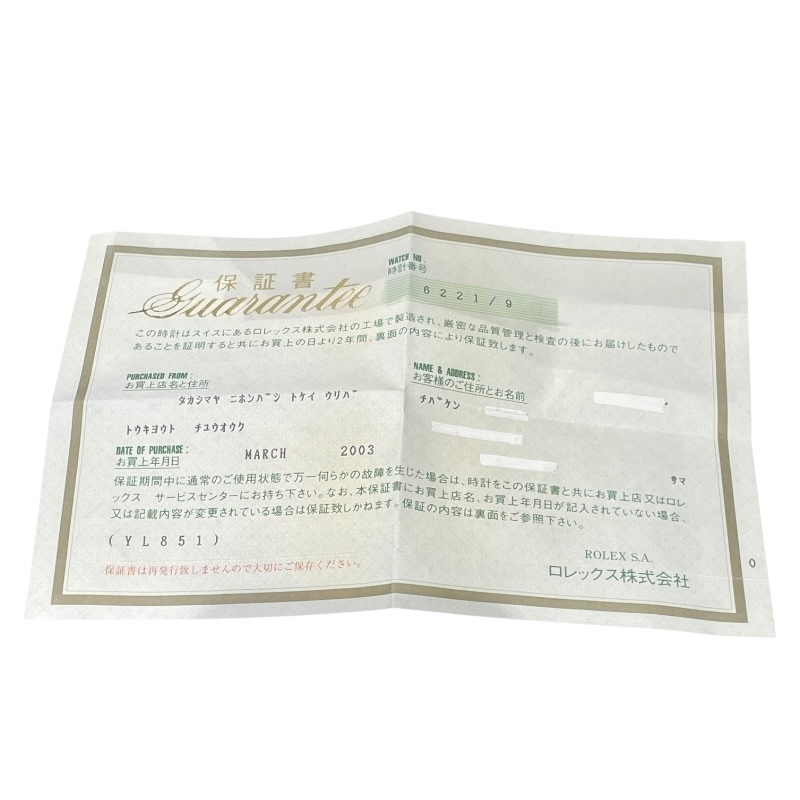 保証書
Guarantee
WATCH NO.
時計番号
6221/9
この時計はスイスにあるロレックス株式会社の工場で製造され、厳密な品質管理と検査の後にお届けしたもので
あることを証明すると共にお買上の日より2年間、裏面の内容により保証致します。
PURCHASED FROM:
お買上店名と住所
タカシマヤ ニホンバシ トケイ ウリバ
トウキヨウト チユウオウク
NAME & ADDRESS:
お客様のご住所とお名前
チバケン
サマ
DATE OF PURCHASE:
お買上年月日
MARCH 2003
保証期間中に通常のご使用状態で万一何らかの故障を生じた場合は、時計をこの保証書と共にお買上店又はロレ
ックス サービスセンターにお持ち下さい。なお、本保証書にお買上店名、お買上年月日が記入されていない場合、
又は記載内容が変更されている場合は保証致しかねます。保証の内容は裏面をご参照下さい。
(YL851)
保証書は再発行致しませんので大切にご保存ください。
ROLEX S.A.
ロレックス株式会社
0